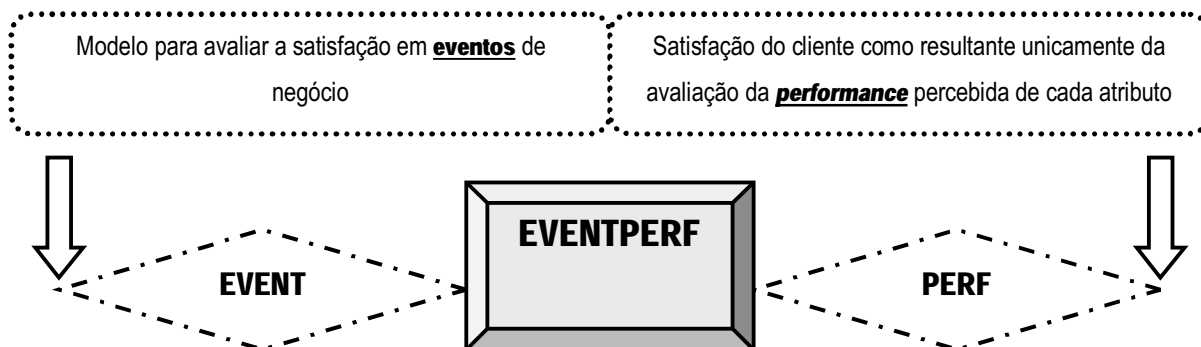 Modelo para avaliar a satisfação em eventos de
negócio
Satisfação do cliente como resultante unicamente da
avaliação da performance percebida de cada atributo
EVENTPERF
EVENT
PERF